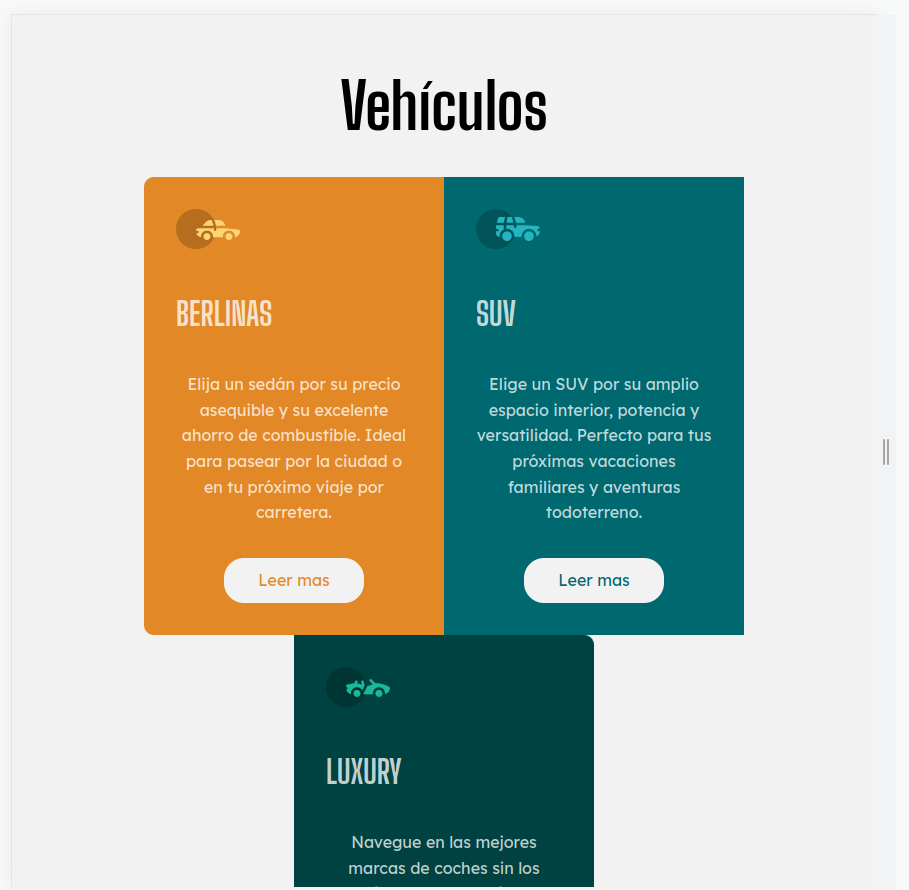 Vehículos
BERLINAS
Elija un sedán por su precio
asequible y su excelente
ahorro de combustible. Ideal
para pasear por la ciudad o
en tu próximo viaje por
carretera.
Leer mas
SUV
Elige un SUV por su amplio
espacio interior, potencia y
versatilidad. Perfecto para tus
próximas vacaciones
familiares y aventuras
todoterreno.
Leer mas
LUXURY
Navegue en las mejores
marcas de coches sin los